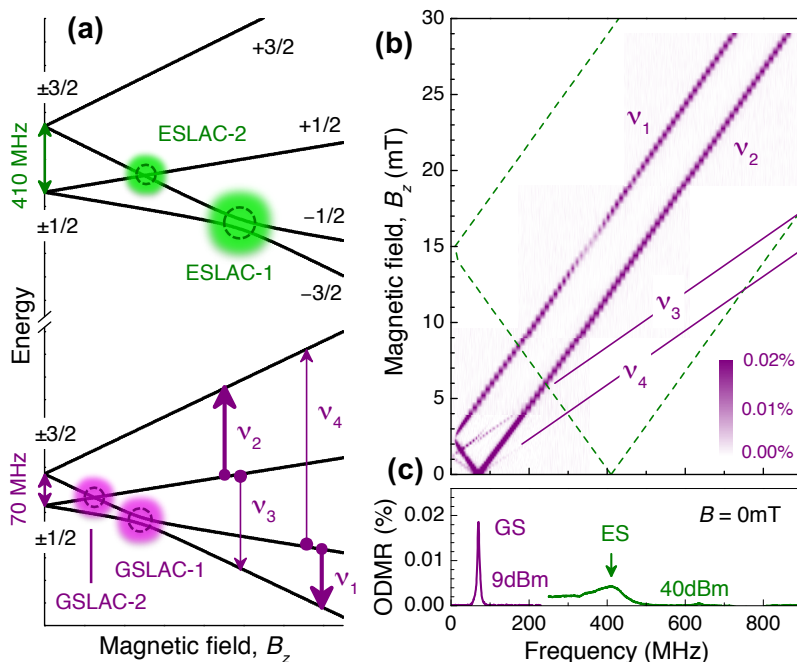 (a)
+3/2
±3/2
ESLAC-2
+1/2
410 MHz
±1/2
−1/2
ESLAC-1
−3/2
Energy
±3/2
ν4
ν2
70 MHz
ν3
±1/2
GSLAC-1
ν1
GSLAC-2
Magnetic field, Bz
(b)
30
25
20
15
10
5
0
Magnetic field, Bz (mT)
ν1
ν2
ν3
ν4
0.02%
0.01%
0.00%
(c)
ODMR (%)
0.02
0.01
0.00
GS
9dBm
ES
40dBm
B = 0mT
0 200 400 600 800
Frequency (MHz)